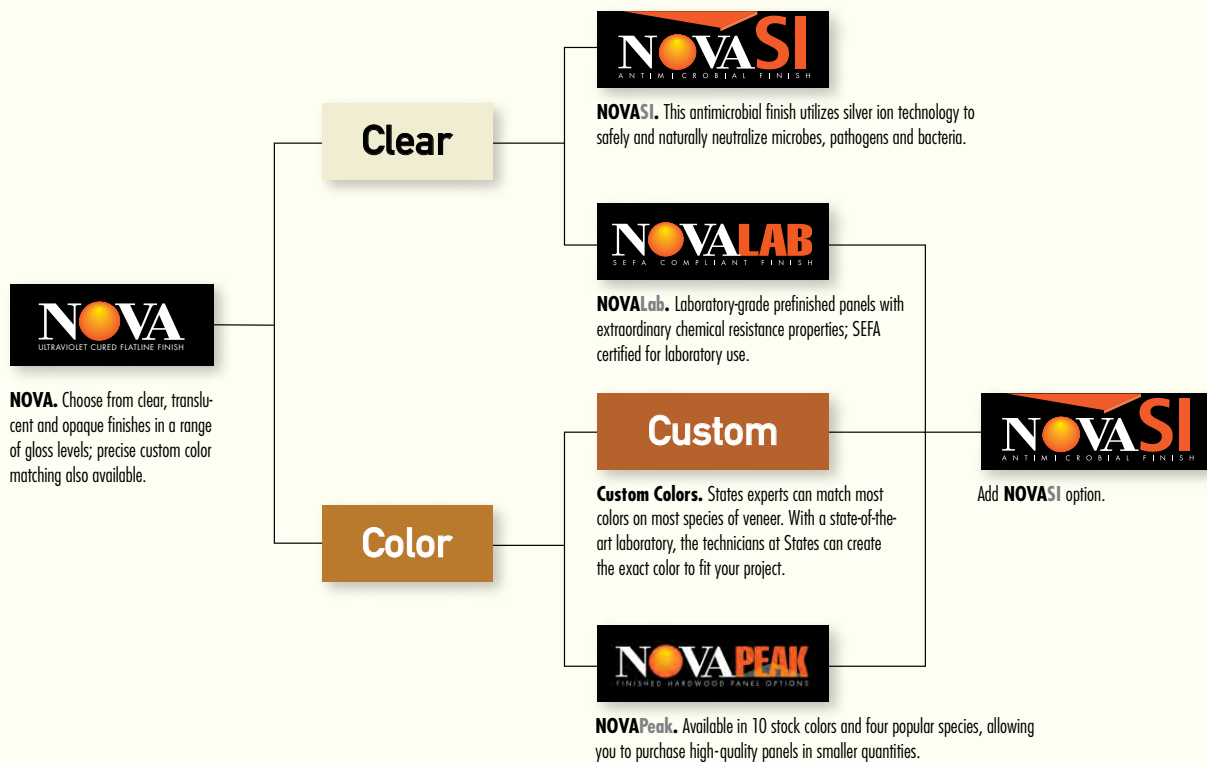 NOVASI
ANTIMICROBIAL FINISH
NOVASI. This antimicrobial finish utilizes silver ion technology to
safely and naturally neutralize microbes, pathogens and bacteria.
Clear
NOVALAB
SEFA COMPLIANT FINISH
NOVALab. Laboratory-grade prefinished panels with
extraordinary chemical resistance properties; SEFA
certified for laboratory use.
NOVA
ULTRAVIOLET CURED FLATLINE FINISH
NOVA. Choose from clear, translu-
cent and opaque finishes in a range
of gloss levels; precise custom color
matching also available.
Custom
Custom Colors. States experts can match most
colors on most species of veneer. With a state-of-the-
art laboratory, the technicians at States can create
the exact color to fit your project.
NOVASI
ANTIMICROBIAL FINISH
Add NOVASI option.
Color
NOVAPEAK
FINISHED HARDWOOD PANEL OPTIONS
NOVAPeak. Available in 10 stock colors and four popular species, allowing
you to purchase high-quality panels in smaller quantities.